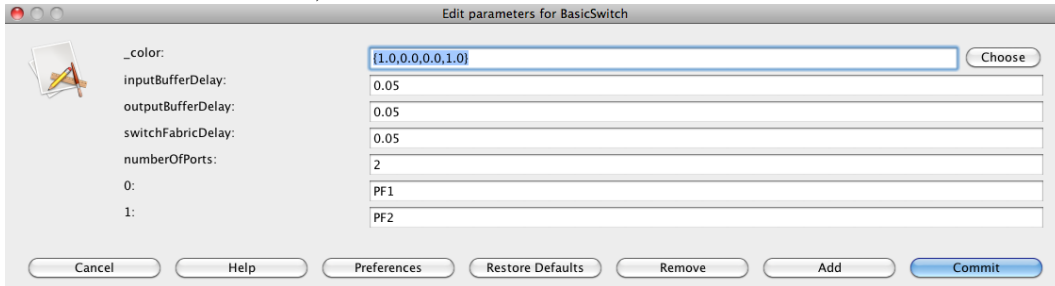 Edit parameters for BasicSwitch
_color: {1.0,0.0,0.0,1.0} Choose
inputBufferDelay: 0.05
outputBufferDelay: 0.05
switchFabricDelay: 0.05
numberOfPorts: 2
0: PF1
1: PF2
Cancel Help Preferences Restore Defaults Remove Add Commit